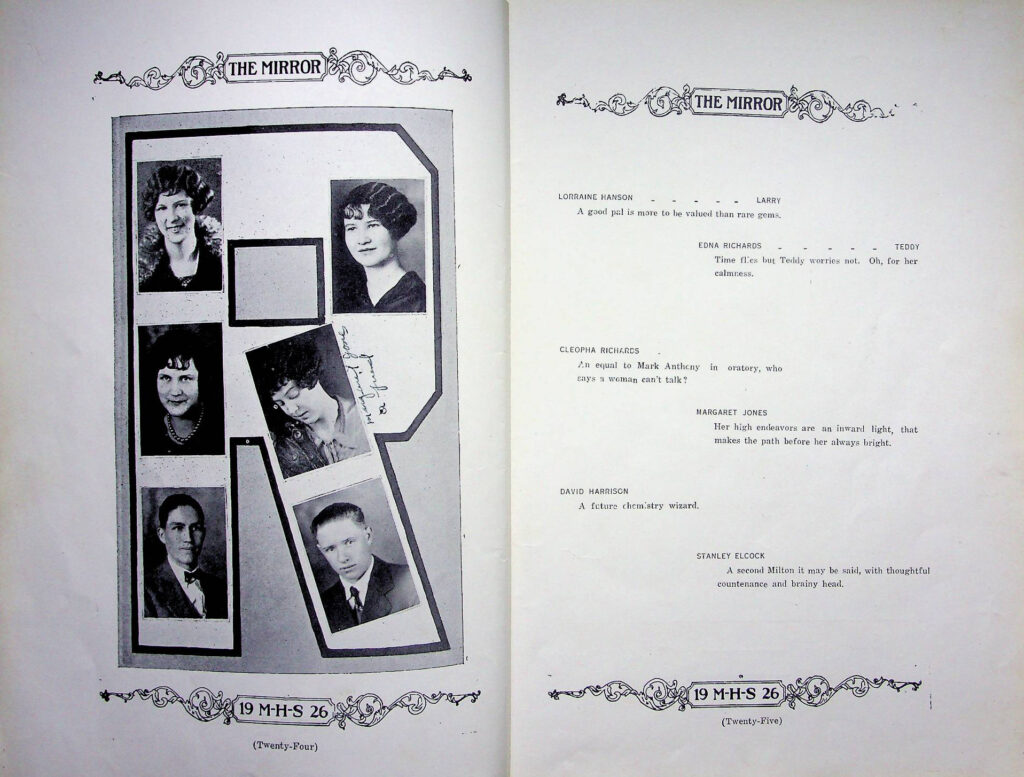 THE MIRROR
Margaret Jones
a friend
19 M-H-S 26
(Twenty-Four)
THE MIRROR
LORRAINE HANSON - - - - - LARRY
A good pal is more to be valued than rare gems.
EDNA RICHARDS - - - - - TEDDY
Time flies but Teddy worries not. Oh, for her
calmness.
CLEOPHA RICHARDS
An equal to Mark Anthony in oratory, who
says a woman can't talk?
MARGARET JONES
Her high endeavors are an inward light, that
makes the path before her always bright.
DAVID HARRISON
A future chemistry wizard.
STANLEY ELCOCK
A second Milton it may be said, with thoughtful
countenance and brainy head.
19 M-H-S 26
(Twenty-Five)